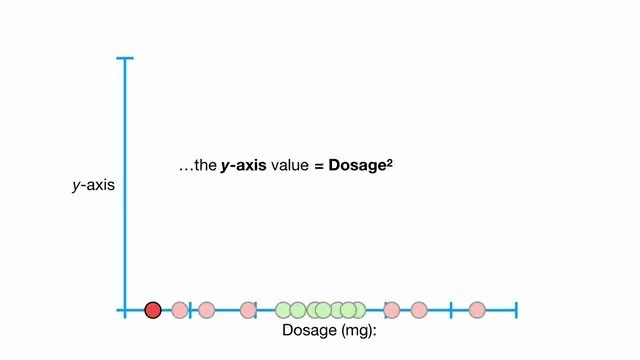 …the y-axis value = Dosage²
y-axis
Dosage (mg):